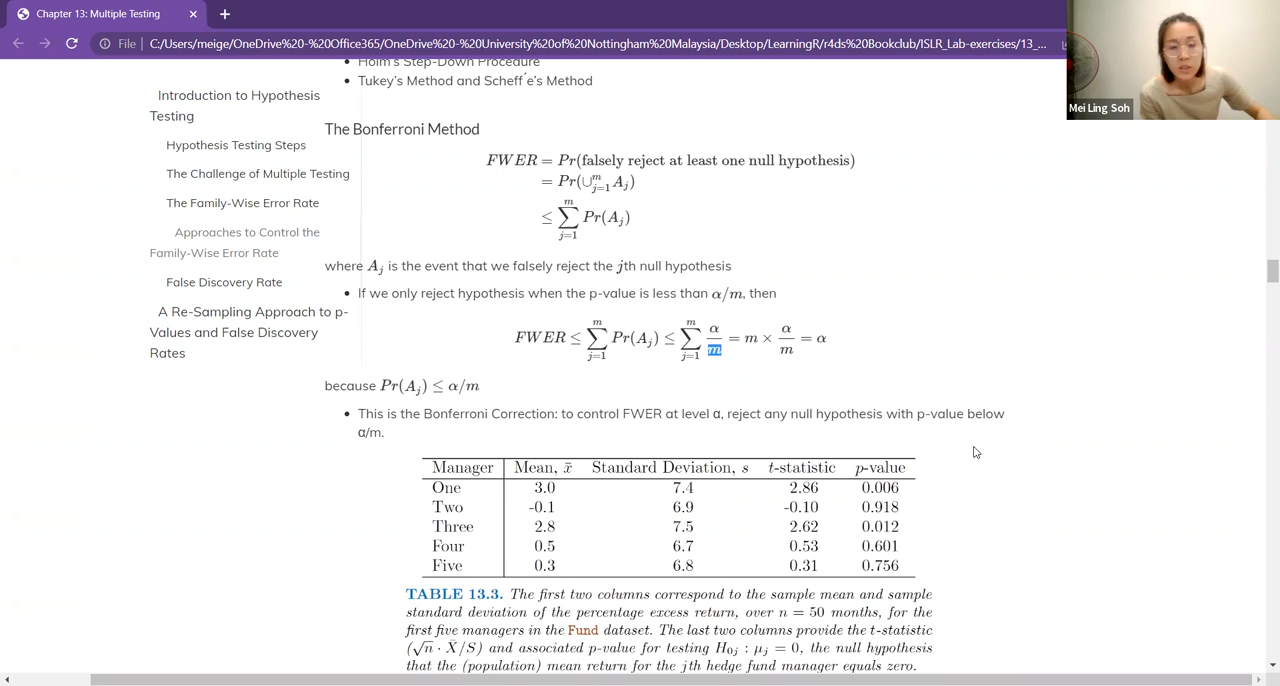 Chapter 13: Multiple Testing
File C:/Users/meige/OneDrive%20-%20Office365/OneDrive%20-%20University%20of%20Nottingham%20Malaysia/Desktop/LearningR/r4ds%20Bookclub/ISLR_Lab-exercises/13_...
Mei Ling Soh
Introduction to Hypothesis
Testing
Hypothesis Testing Steps
The Challenge of Multiple Testing
The Family-Wise Error Rate
Approaches to Control the
Family-Wise Error Rate
False Discovery Rate
A Re-Sampling Approach to p-
Values and False Discovery
Rates
• Holm's Step-Down Procedure
• Tukey's Method and Scheff´e's Method
The Bonferroni Method
FWER = Pr(falsely reject at least one null hypothesis)
= Pr(∪_{j=1}^{m} A_j)
≤ ∑_{j=1}^{m} Pr(A_j)
where A_j is the event that we falsely reject the jth null hypothesis
• If we only reject hypothesis when the p-value is less than α/m, then
FWER ≤ ∑_{j=1}^{m} Pr(A_j) ≤ ∑_{j=1}^{m} α/m = m × α/m = α
because Pr(A_j) ≤ α/m
• This is the Bonferroni Correction: to control FWER at level α, reject any null hypothesis with p-value below
α/m.
Manager Mean, x̄ Standard Deviation, s t-statistic p-value
One 3.0 7.4 2.86 0.006
Two -0.1 6.9 -0.10 0.918
Three 2.8 7.5 2.62 0.012
Four 0.5 6.7 0.53 0.601
Five 0.3 6.8 0.31 0.756
TABLE 13.3. The first two columns correspond to the sample mean and sample
standard deviation of the percentage excess return, over n = 50 months, for the
first five managers in the Fund dataset. The last two columns provide the t-statistic
(√n · X̄/S) and associated p-value for testing H_{0j} : μ_j = 0, the null hypothesis
that the (population) mean return for the jth hedge fund manager equals zero.